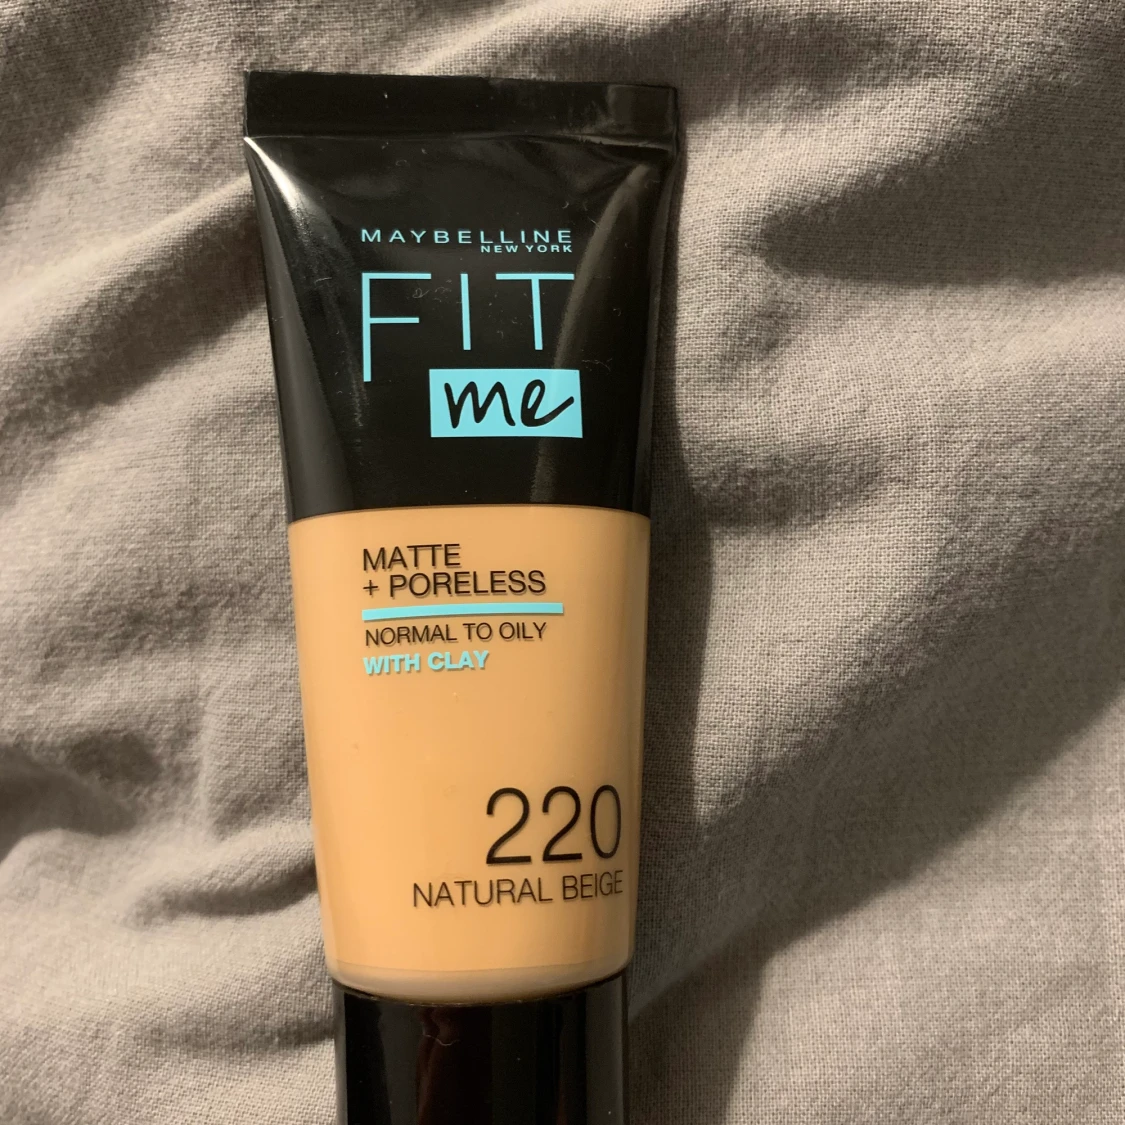 MAYBELLINE
NEW YORK
FIT
me
MATTE
+ PORELESS
NORMAL TO OILY
WITH CLAY
220
NATURAL BEIGE